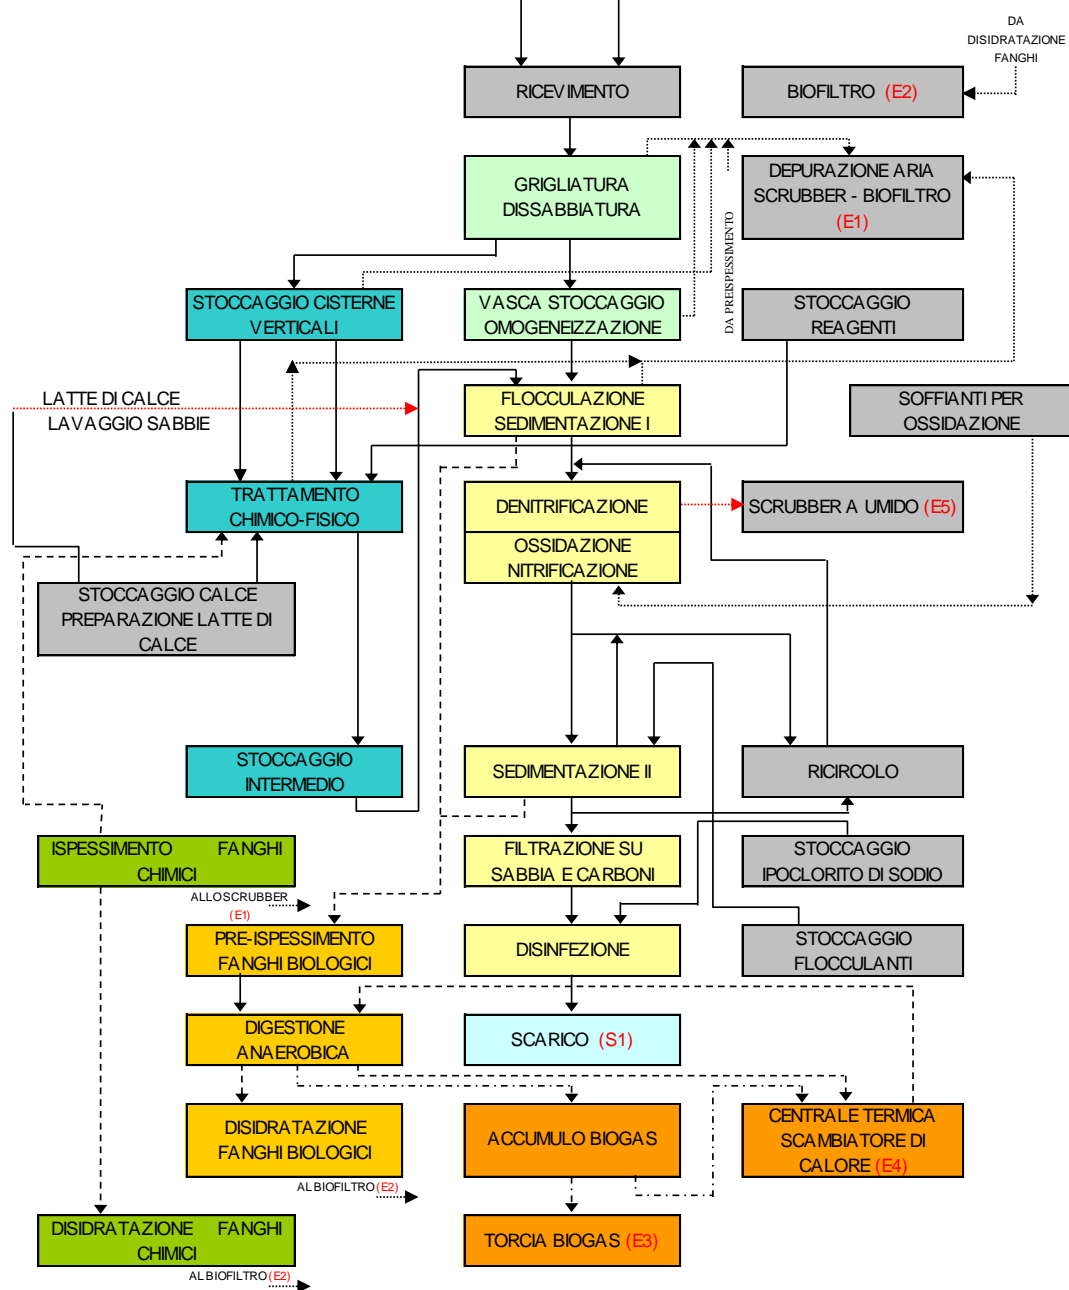 DA
DISIDRATAZIONE
FANGHI
RICEVIMENTO
BIOFILTRO (E2)
GRIGLIATURA
DISSABBIATURA
DEPURAZIONE ARIA
SCRUBBER - BIOFILTRO
(E1)
DA PREISPESSIMENTO
STOCCAGGIO CISTERNE
VERTICALI
VASCA STOCCAGGIO
OMOGENEIZZAZIONE
STOCCAGGIO
REAGENTI
LATTE DI CALCE
LAVAGGIO SABBIE
FLOCCULAZIONE
SEDIMENTAZIONE I
SOFFIANTI PER
OSSIDAZIONE
TRATTAMENTO
CHIMICO-FISICO
DENITRIFICAZIONE
SCRUBBER A UMIDO (E5)
OSSIDAZIONE
NITRIFICAZIONE
STOCCAGGIO CALCE
PREPARAZIONE LATTE DI
CALCE
STOCCAGGIO
INTERMEDIO
SEDIMENTAZIONE II
RICIRCOLO
ISPESSIMENTO FANGHI
CHIMICI
FILTRAZIONE SU
SABBIA E CARBONI
STOCCAGGIO
IPOCLORITO DI SODIO
ALLO SCRUBBER
(E1)
PRE-ISPESSIMENTO
FANGHI BIOLOGICI
DISINFEZIONE
STOCCAGGIO
FLOCCULANTI
DIGESTIONE
ANAEROBICA
SCARICO (S1)
DISIDRATAZIONE
FANGHI BIOLOGICI
ACCUMULO BIOGAS
CENTRALE TERMICA
SCAMBIATORE DI
CALORE (E4)
AL BIOFILTRO (E2)
DISIDRATAZIONE FANGHI
CHIMICI
TORCIA BIOGAS (E3)
AL BIOFILTRO (E2)